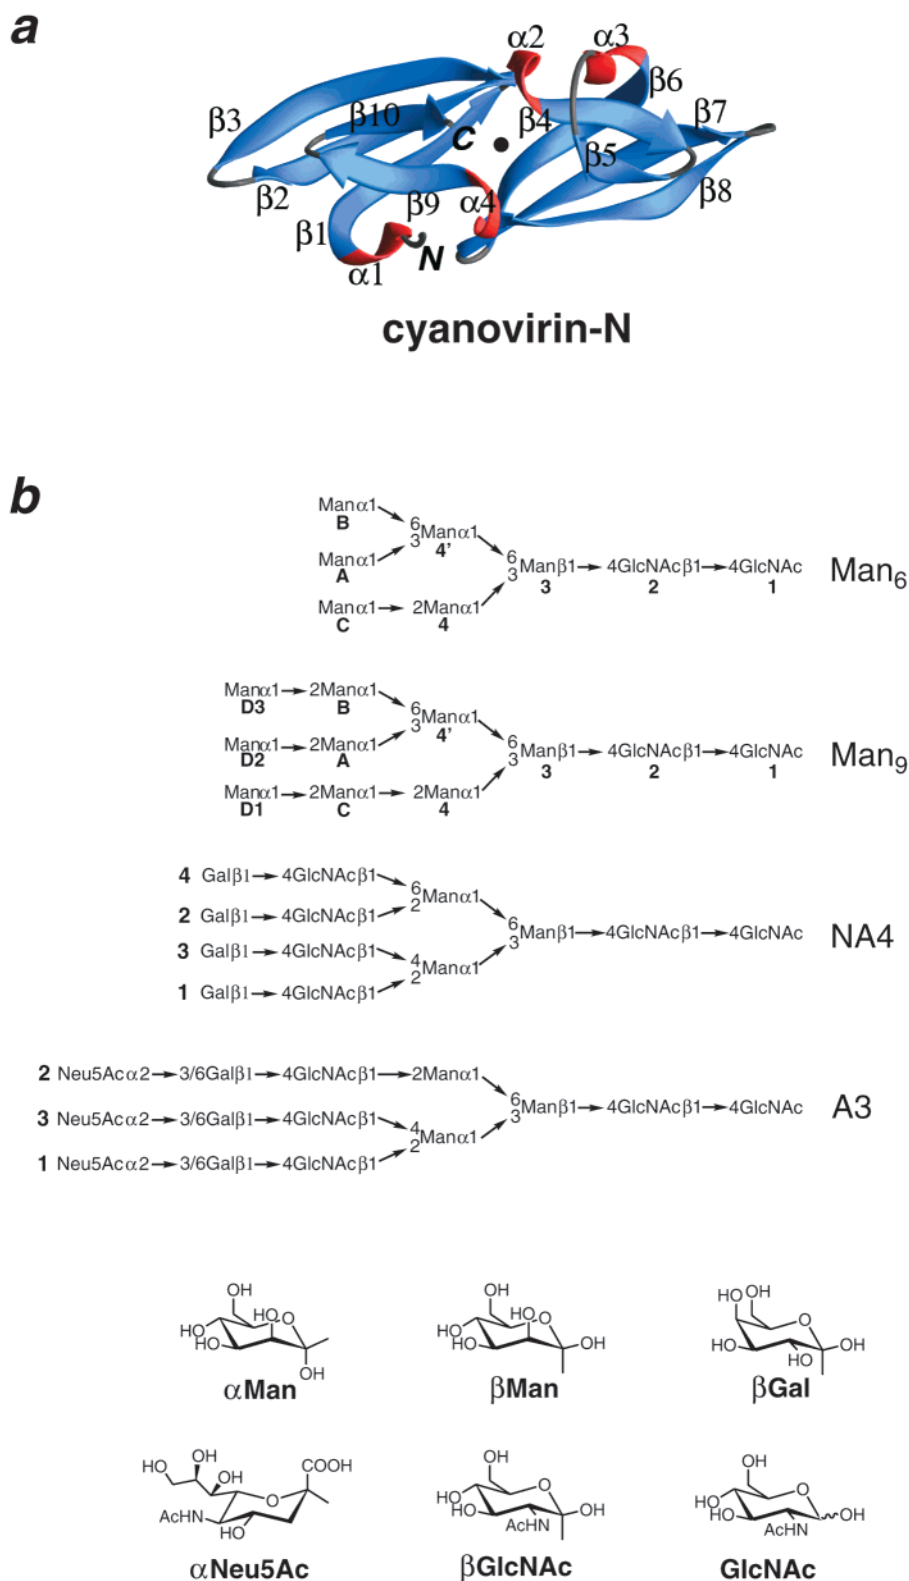 a
α2 α3
β6
β3 β10 β4 β7
C
β5
β2 β9 α4 β8
β1
α1 N
cyanovirin-N
b
Manα1
B
6 Manα1
3
4'
Manα1
A
6 Manβ1 → 4GlcNAcβ1 → 4GlcNAc Man6
3
3 2 1
Manα1 → 2Manα1
C 4
Manα1 → 2Manα1
D3 B
6 Manα1
3
4'
Manα1 → 2Manα1
D2 A
6 Manβ1 → 4GlcNAcβ1 → 4GlcNAc Man9
3
3 2 1
Manα1 → 2Manα1 → 2Manα1
D1 C 4
4 Galβ1 → 4GlcNAcβ1
6 Manα1
2
2 Galβ1 → 4GlcNAcβ1
6 Manβ1 → 4GlcNAcβ1 → 4GlcNAc NA4
3
3 Galβ1 → 4GlcNAcβ1
4 Manα1
2
1 Galβ1 → 4GlcNAcβ1
2 Neu5Acα2 → 3/6Galβ1 → 4GlcNAcβ1 → 2Manα1
6 Manβ1 → 4GlcNAcβ1 → 4GlcNAc A3
3
3 Neu5Acα2 → 3/6Galβ1 → 4GlcNAcβ1
4 Manα1
2
1 Neu5Acα2 → 3/6Galβ1 → 4GlcNAcβ1
OH
HO O
HO
HO
OH
αMan
OH
HO O
HO
HO
OH
βMan
HO OH
O
HO
HO
OH
βGal
OH
HO
OH
COOH
O
AcHN
HO
αNeu5Ac
OH
O
HO
HO
OH
AcHN
βGlcNAc
OH
O
HO
HO
OH
AcHN
GlcNAc